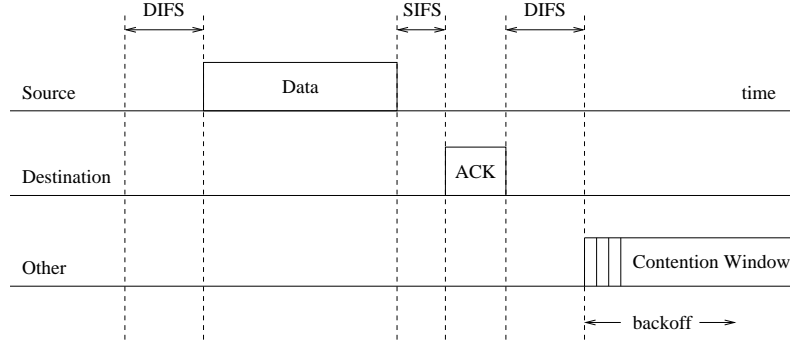 DIFS SIFS DIFS
Source Data time
Destination ACK
Other Contention Window
backoff